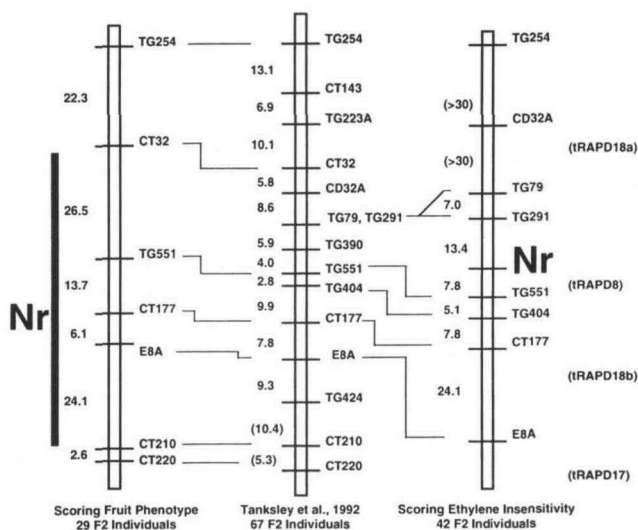 TG254
22.3
CT32
26.5
TG551
13.7
CT177
Nr
6.1
E8A
24.1
CT210
2.6
CT220
Scoring Fruit Phenotype
29 F2 Individuals
TG254
13.1
CT143
6.9
TG223A
10.1
CT32
5.8
CD32A
8.6
TG79, TG291
5.9
TG390
4.0
TG551
2.8
TG404
9.9
CT177
7.8
E8A
9.3
TG424
(10.4)
CT210
(5.3)
CT220
Tanksley et al., 1992
67 F2 Individuals
TG254
(>30)
CD32A
(tRAPD18a)
(>30)
TG79
7.0
TG291
13.4
Nr
7.8
TG551
(tRAPD8)
5.1
TG404
7.8
CT177
(tRAPD18b)
24.1
E8A
(tRAPD17)
Scoring Ethylene Insensitivity
42 F2 Individuals